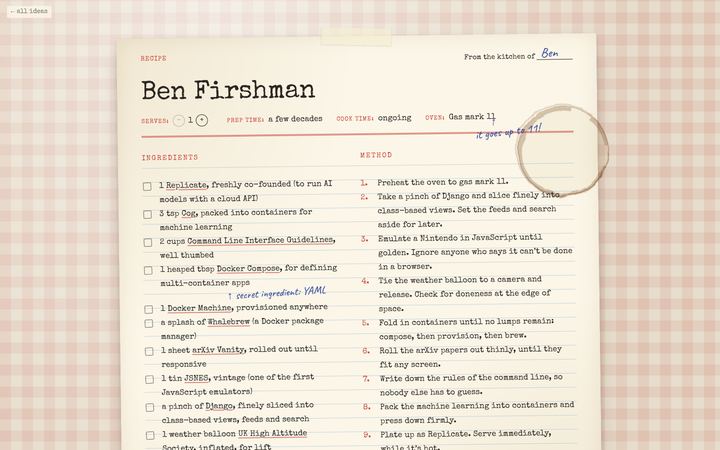 ← all ideas
RECIPE
From the kitchen of Ben
Ben Firshman
SERVES: − 1 + PREP TIME: a few decades COOK TIME: ongoing OVEN: Gas mark 11
↑
it goes up to 11!
INGREDIENTS
1 Replicate, freshly co-founded (to run AI
models with a cloud API)
3 tsp Cog, packed into containers for
machine learning
2 cups Command Line Interface Guidelines,
well thumbed
1 heaped tbsp Docker Compose, for defining
multi-container apps
↑ secret ingredient: YAML
1 Docker Machine, provisioned anywhere
a splash of Whalebrew (a Docker package
manager)
1 sheet arXiv Vanity, rolled out until
responsive
1 tin JSNES, vintage (one of the first
JavaScript emulators)
a pinch of Django, finely sliced into
class-based views, feeds and search
1 weather balloon UK High Altitude
Society, inflated, for lift
METHOD
1. Preheat the oven to gas mark 11.
2. Take a pinch of Django and slice finely into
class-based views. Set the feeds and search
aside for later.
3. Emulate a Nintendo in JavaScript until
golden. Ignore anyone who says it can't be done
in a browser.
4. Tie the weather balloon to a camera and
release. Check for doneness at the edge of
space.
5. Fold in containers until no lumps remain:
compose, then provision, then brew.
6. Roll the arXiv papers out thinly, until they
fit any screen.
7. Write down the rules of the command line, so
nobody else has to guess.
8. Pack the machine learning into containers and
press down firmly.
9. Plate up as Replicate. Serve immediately,
while it's hot.